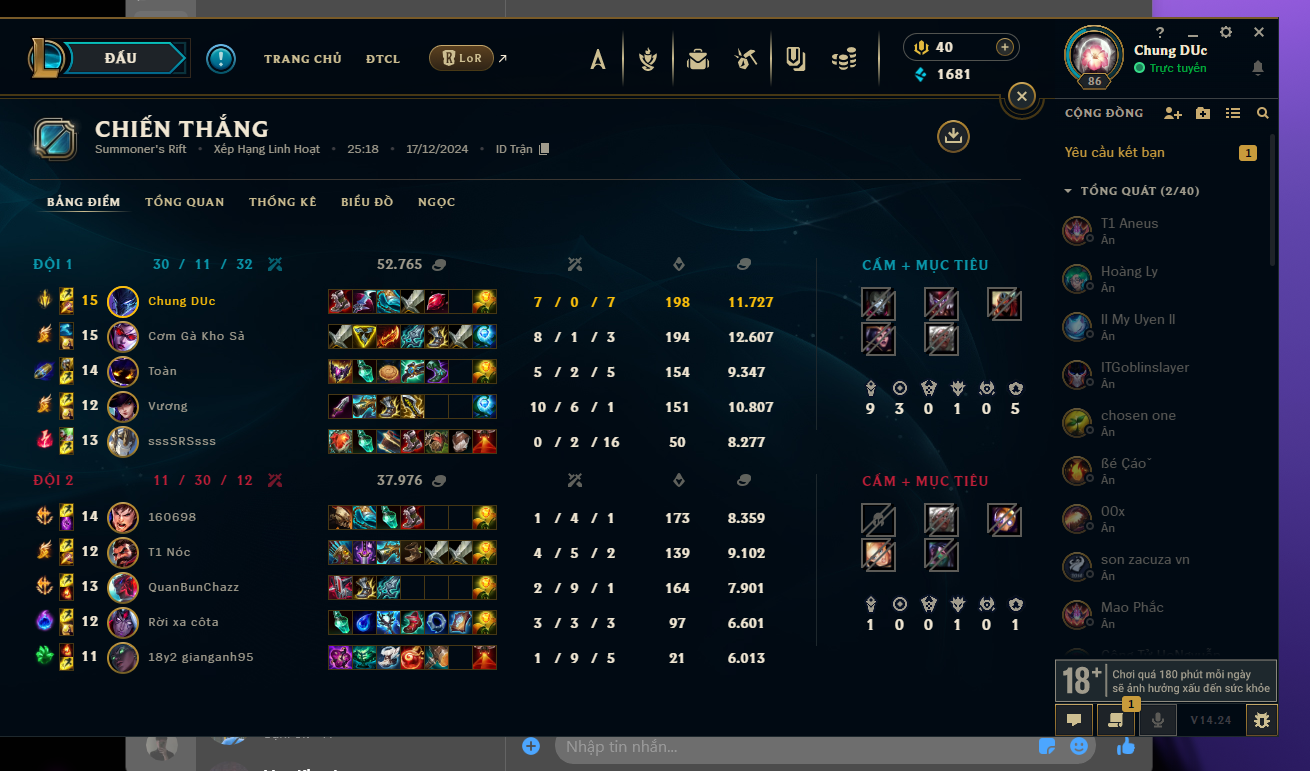 ĐẤU
TRANG CHỦ
ĐTCL
LoR
40
1681
?
Chung DUc
Trực tuyến
86
CHIẾN THẮNG
Summoner's Rift • Xếp Hạng Linh Hoạt • 25:18 • 17/12/2024 • ID Trận
BẢNG ĐIỂM TỔNG QUAN THỐNG KÊ BIỂU ĐỒ NGỌC
ĐỘI 1 30 / 11 / 32 52.765
15 Chung DUc 7 / 0 / 7 198 11.727
15 Cơm Gà Kho Sả 8 / 1 / 3 194 12.607
14 Toàn 5 / 2 / 5 154 9.347
12 Vương 10 / 6 / 1 151 10.807
13 sssSRSsss 0 / 2 / 16 50 8.277
CẤM + MỤC TIÊU
9 3 0 1 0 5
ĐỘI 2 11 / 30 / 12 37.976
14 160698 1 / 4 / 1 173 8.359
12 T1 Nóc 4 / 5 / 2 139 9.102
13 QuanBunChazz 2 / 9 / 1 164 7.901
12 Rời xa côta 3 / 3 / 3 97 6.601
11 18y2 gianganh95 1 / 9 / 5 21 6.013
CẤM + MỤC TIÊU
1 0 0 1 0 1
CỘNG ĐỒNG
Yêu cầu kết bạn 1
TỔNG QUÁT (2/40)
T1 Aneus
Ẩn
Hoàng Ly
Ẩn
Il My Uyen Il
Ẩn
ITGoblinslayer
Ẩn
chosen one
Ẩn
ßé Çáoˇ
Ẩn
00x
Ẩn
son zacuza vn
Ẩn
Mao Phắc
Ẩn
18+
Chơi quá 180 phút mỗi ngày
sẽ ảnh hưởng xấu đến sức khỏe
1
V14.24
Nhập tin nhắn...